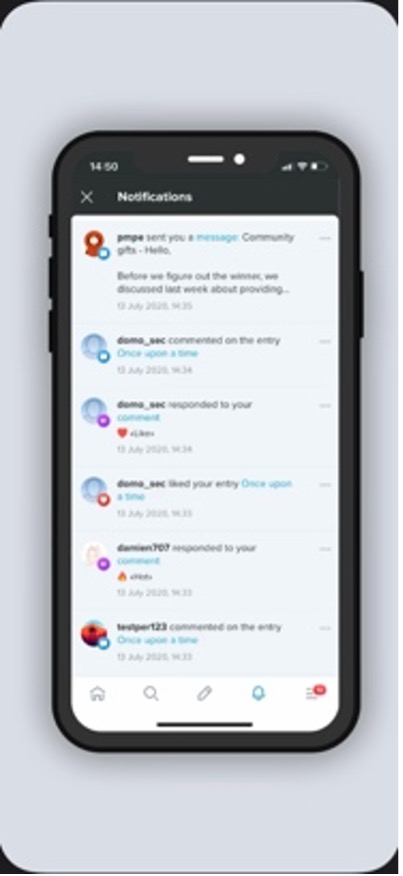 14:50
Notifications
pmpe sent you a message: Community
gifts - Hello,
Before we figure out the winner, we
discussed last week about providing...
13 July 2020, 14:35
domo_sec commented on the entry
Once upon a time
13 July 2020, 14:34
domo_sec responded to your
comment
❤️ «Like»
13 July 2020, 14:34
domo_sec liked your entry Once upon
a time
13 July 2020, 14:33
damien707 responded to your
comment
🔥 «Hot»
13 July 2020, 14:33
testper123 commented on the entry
Once upon a time
13 July 2020, 14:33